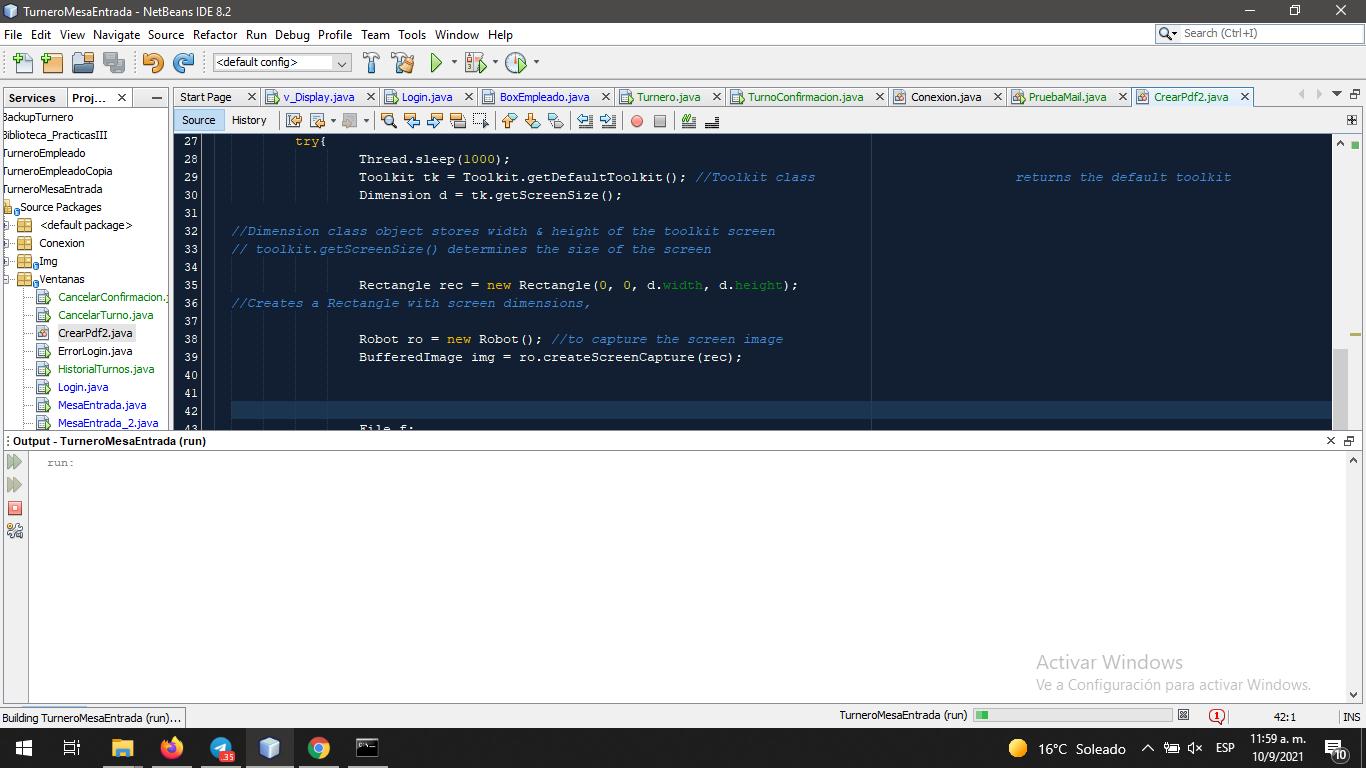 TurneroMesaEntrada - NetBeans IDE 8.2
File Edit View Navigate Source Refactor Run Debug Profile Team Tools Window Help
Search (Ctrl+I)
<default config>
Services Proj...
Start Page v_Display.java Login.java BoxEmpleado.java Turnero.java TurnoConfirmacion.java Conexion.java PruebaMail.java CrearPdf2.java
Source History
BackupTurnero
Biblioteca_PracticasIII
TurneroEmpleado
TurneroEmpleadoCopia
TurneroMesaEntrada
Source Packages
<default package>
Conexion
Img
Ventanas
CancelarConfirmacion.j
CancelarTurno.java
CrearPdf2.java
ErrorLogin.java
HistorialTurnos.java
Login.java
MesaEntrada.java
MesaEntrada_2.java
27 try{
28 Thread.sleep(1000);
29 Toolkit tk = Toolkit.getDefaultToolkit(); //Toolkit class returns the default toolkit
30 Dimension d = tk.getScreenSize();
31
32 //Dimension class object stores width & height of the toolkit screen
33 // toolkit.getScreenSize() determines the size of the screen
34
35 Rectangle rec = new Rectangle(0, 0, d.width, d.height);
36 //Creates a Rectangle with screen dimensions,
37
38 Robot ro = new Robot(); //to capture the screen image
39 BufferedImage img = ro.createScreenCapture(rec);
40
41
42
43 File f;
Output - TurneroMesaEntrada (run)
run:
Activar Windows
Ve a Configuración para activar Windows.
Building TurneroMesaEntrada (run)...
TurneroMesaEntrada (run)
1
42:1 INS
35
16°C Soleado
ESP
11:59 a. m.
10/9/2021
10